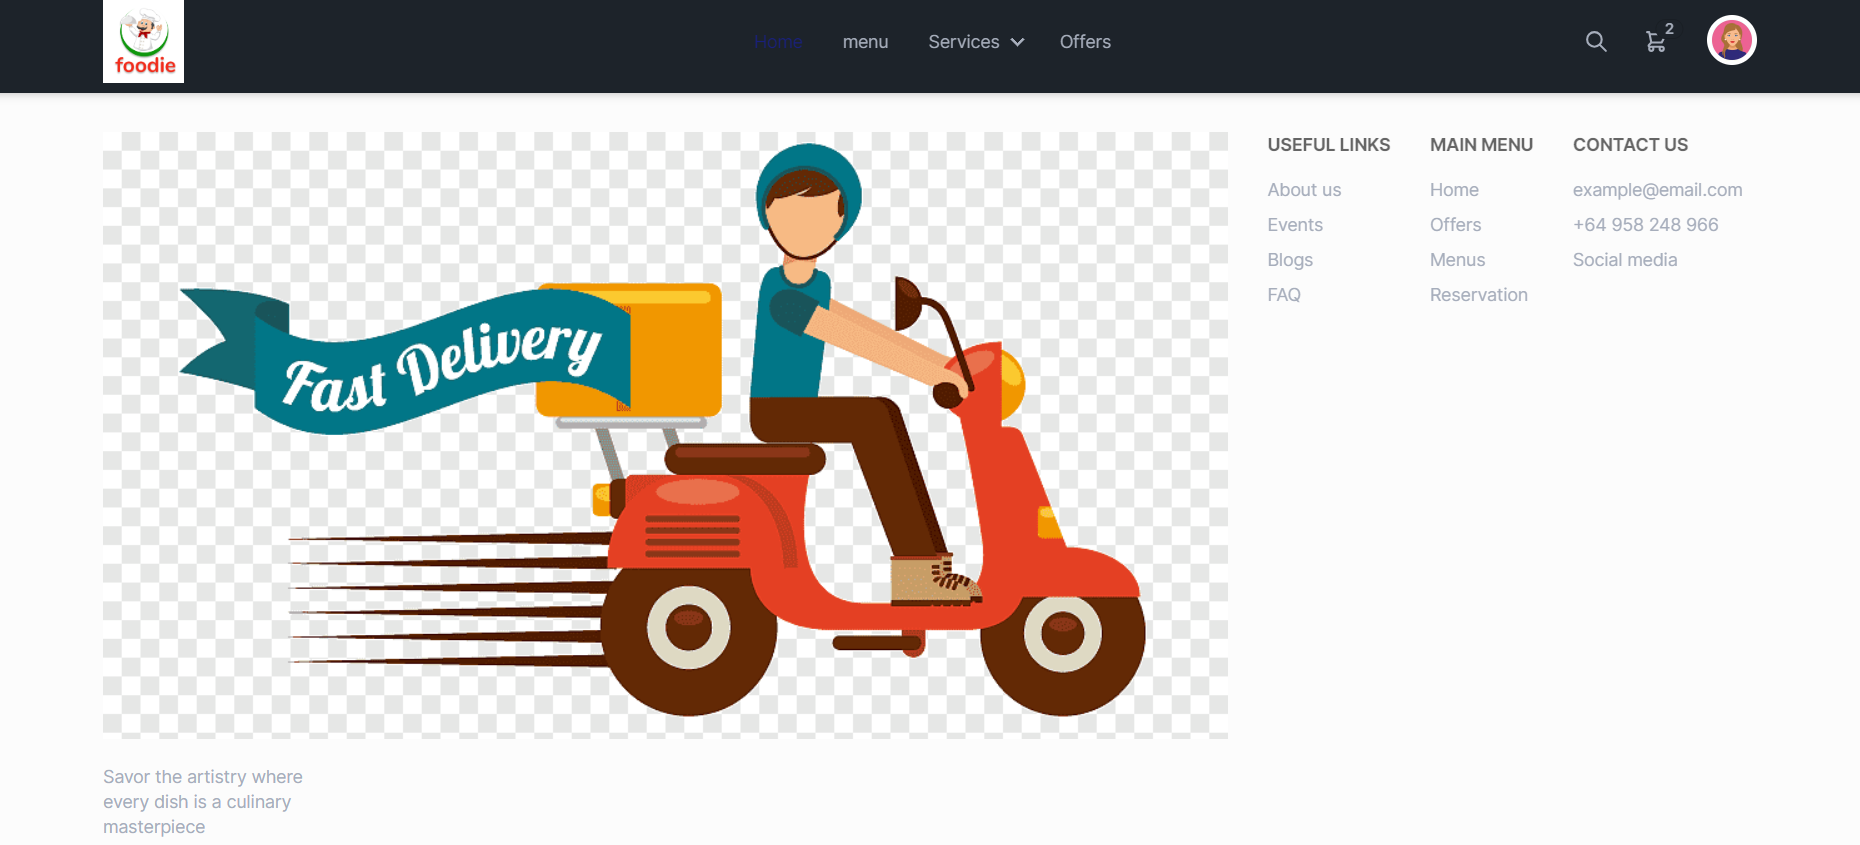 foodie
Home
menu
Services
Offers
2
Fast Delivery
USEFUL LINKS
About us
Events
Blogs
FAQ
MAIN MENU
Home
Offers
Menus
Reservation
CONTACT US
example@email.com
+64 958 248 966
Social media
Savor the artistry where
every dish is a culinary
masterpiece